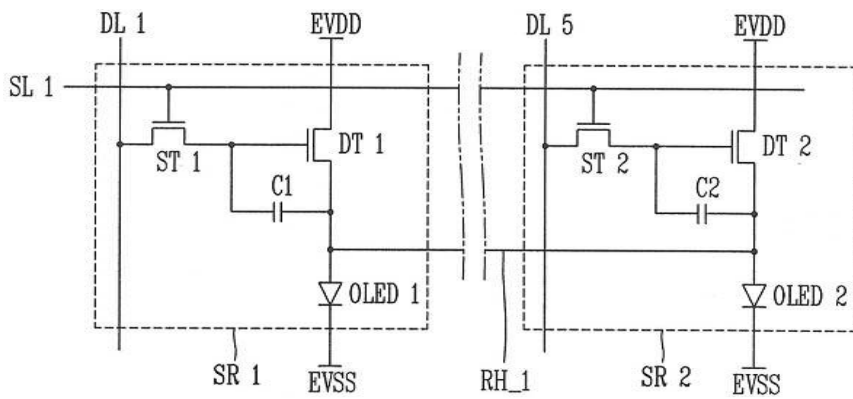 DL 1
EVDD
DL 5
EVDD
SL 1
ST 1
DT 1
ST 2
DT 2
C1
C2
OLED 1
OLED 2
SR 1
EVSS
RH_1
SR 2
EVSS